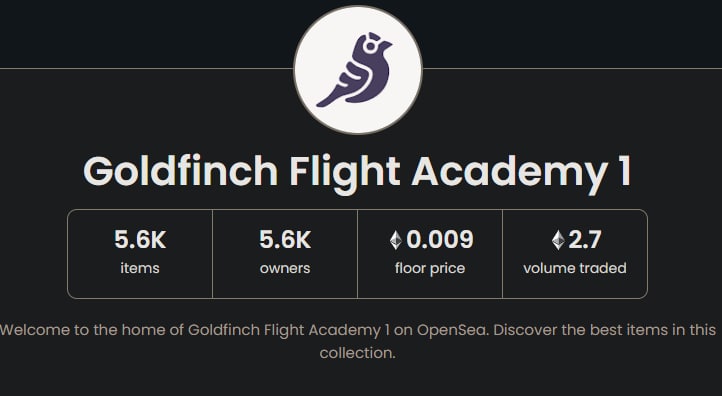 Goldfinch Flight Academy 1
5.6K 5.6K 0.009 2.7
items owners floor price volume traded
Welcome to the home of Goldfinch Flight Academy 1 on OpenSea. Discover the best items in this
collection.